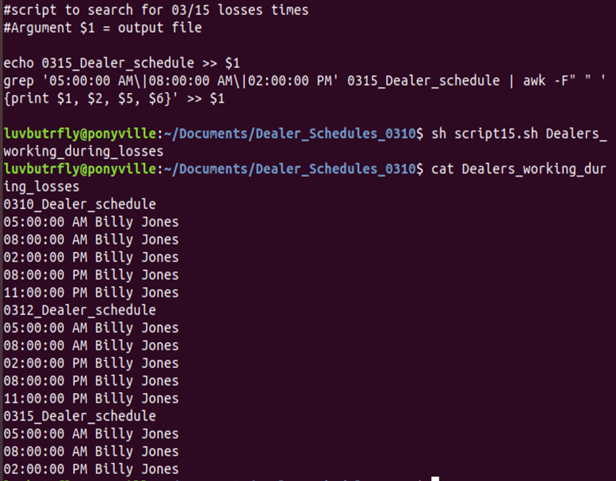 #script to search for 03/15 losses times
#Argument $1 = output file
echo 0315_Dealer_schedule >> $1
grep '05:00:00 AM\|08:00:00 AM\|02:00:00 PM' 0315_Dealer_schedule | awk -F" " '
{print $1, $2, $5, $6}' >> $1
luvbutrfly@ponyville:~/Documents/Dealer_Schedules_0310$ sh script15.sh Dealers_
working_during_losses
luvbutrfly@ponyville:~/Documents/Dealer_Schedules_0310$ cat Dealers_working_dur
ing_losses
0310_Dealer_schedule
05:00:00 AM Billy Jones
08:00:00 AM Billy Jones
02:00:00 PM Billy Jones
08:00:00 PM Billy Jones
11:00:00 PM Billy Jones
0312_Dealer_schedule
05:00:00 AM Billy Jones
08:00:00 AM Billy Jones
02:00:00 PM Billy Jones
08:00:00 PM Billy Jones
11:00:00 PM Billy Jones
0315_Dealer_schedule
05:00:00 AM Billy Jones
08:00:00 AM Billy Jones
02:00:00 PM Billy Jones